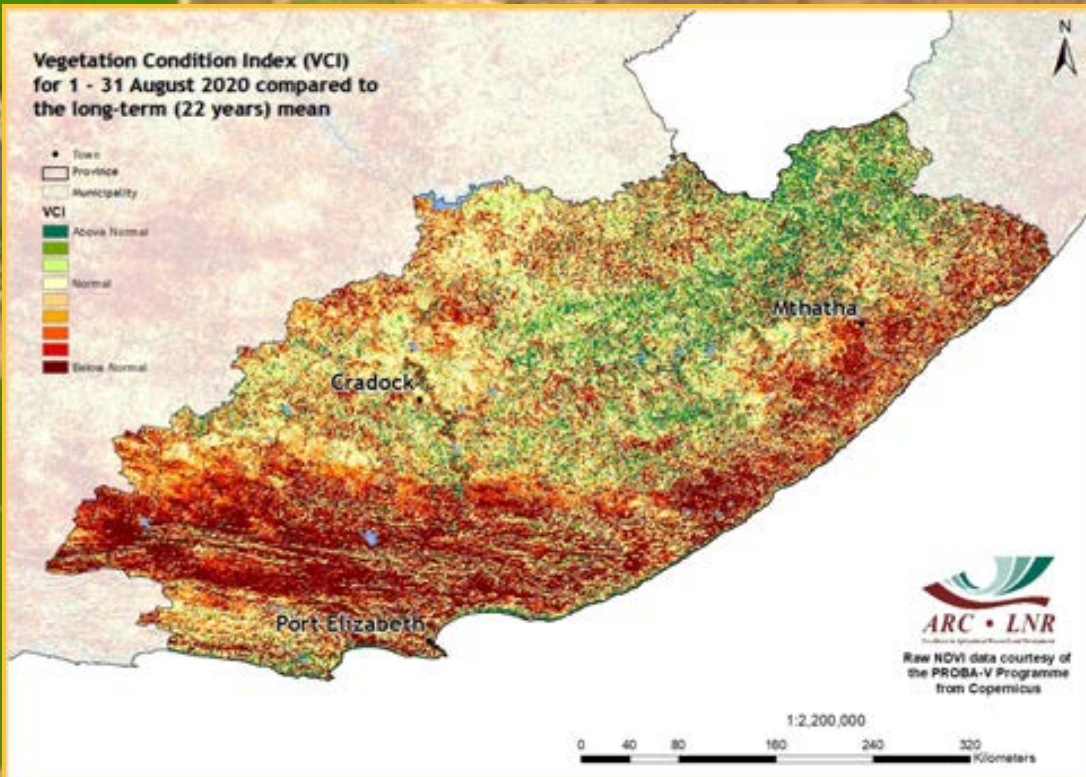 Vegetation Condition Index (VCI)
for 1 - 31 August 2020 compared to
the long-term (22 years) mean
N
Town
Province
Municipality
VCI
Above Normal
Normal
Below Normal
Mthatha
Cradock
Port Elizabeth
ARC • LNR
Raw NDVI data courtesy of
the PROBA-V Programme
from Copernicus
1:2,200,000
0 40 80 160 240 320
Kilometers